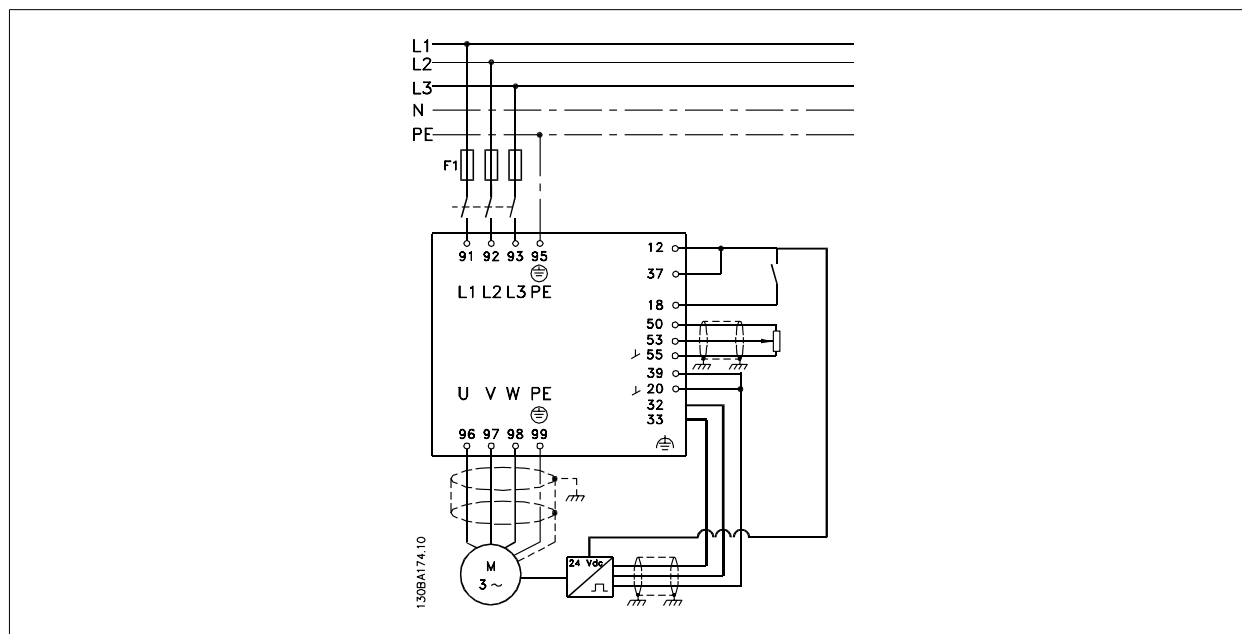 L1
L2
L3
N
PE
F1
91 92 93 95
L1 L2 L3 PE
12
37
18
50
53
55
39
20
32
33
U V W PE
96 97 98 99
M
3 ~
24 Vdc
130BA174.10